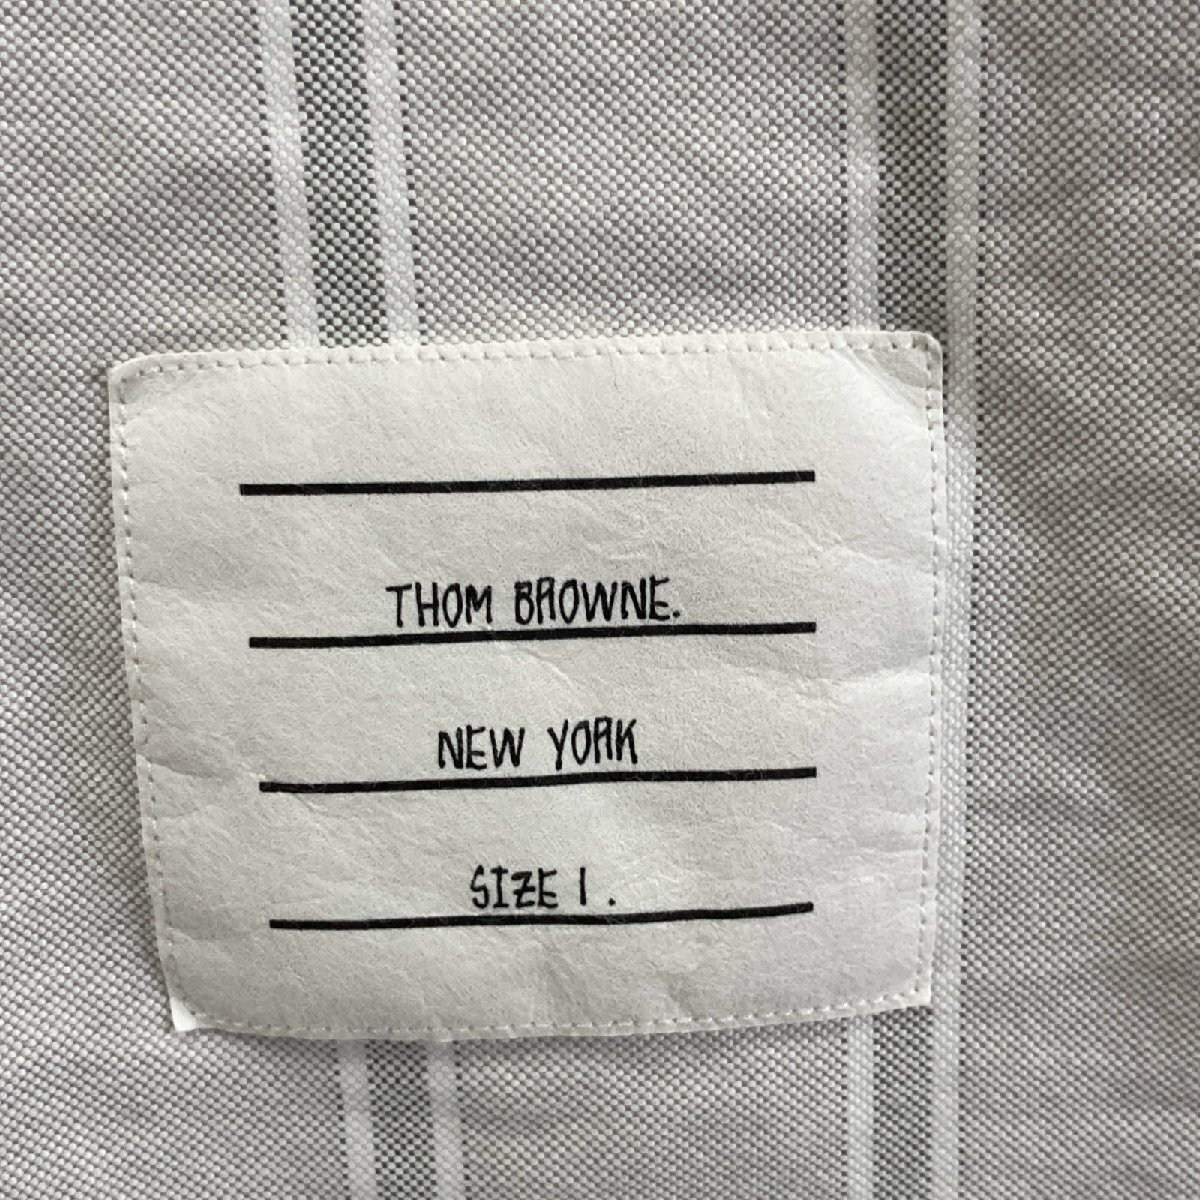 THOM BROWNE.
NEW YORK
SIZE 1.